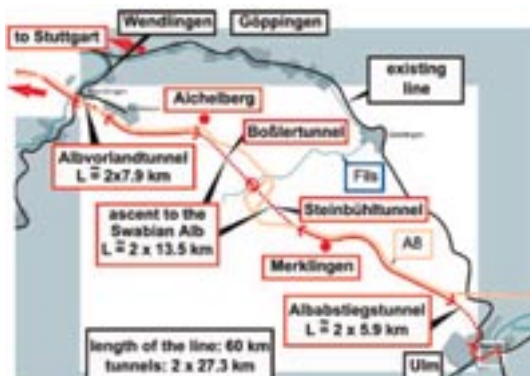 Wendlingen
Göppingen
to Stuttgart
existing
line
Aichelberg
Boßlertunnel
Albvorlandtunnel
L ≅ 2x7.9 km
Fils
ascent to the
Swabian Alb
L ≅ 2 x 13.5 km
Steinbühltunnel
A8
Merklingen
Albabstiegstunnel
L ≅ 2 x 5.9 km
length of the line: 60 km
tunnels: 2 x 27.3 km
Ulm